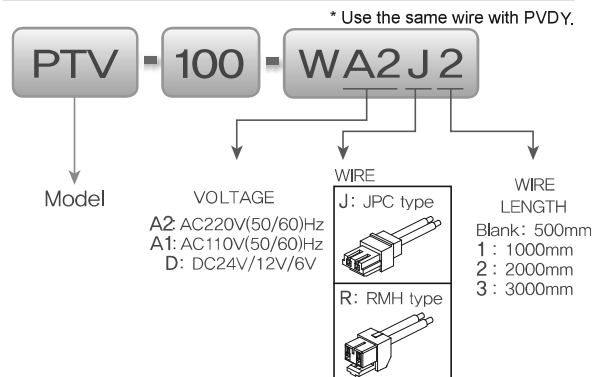 * Use the same wire with PVDY.
PTV - 100 - WA2J2
Model
VOLTAGE
A2: AC220V(50/60)Hz
A1: AC110V(50/60)Hz
D: DC24V/12V/6V
WIRE
J: JPC type
R: RMH type
WIRE
LENGTH
Blank: 500mm
1 : 1000mm
2 : 2000mm
3 : 3000mm